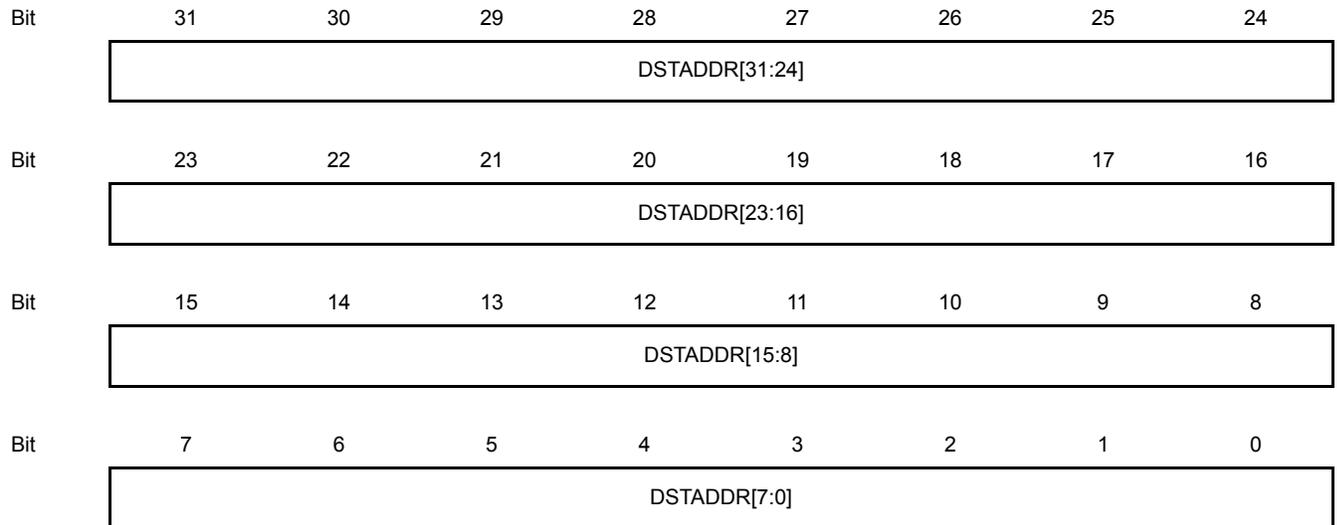 Bit 31 30 29 28 27 26 25 24
DSTADDR[31:24]
Bit 23 22 21 20 19 18 17 16
DSTADDR[23:16]
Bit 15 14 13 12 11 10 9 8
DSTADDR[15:8]
Bit 7 6 5 4 3 2 1 0
DSTADDR[7:0]